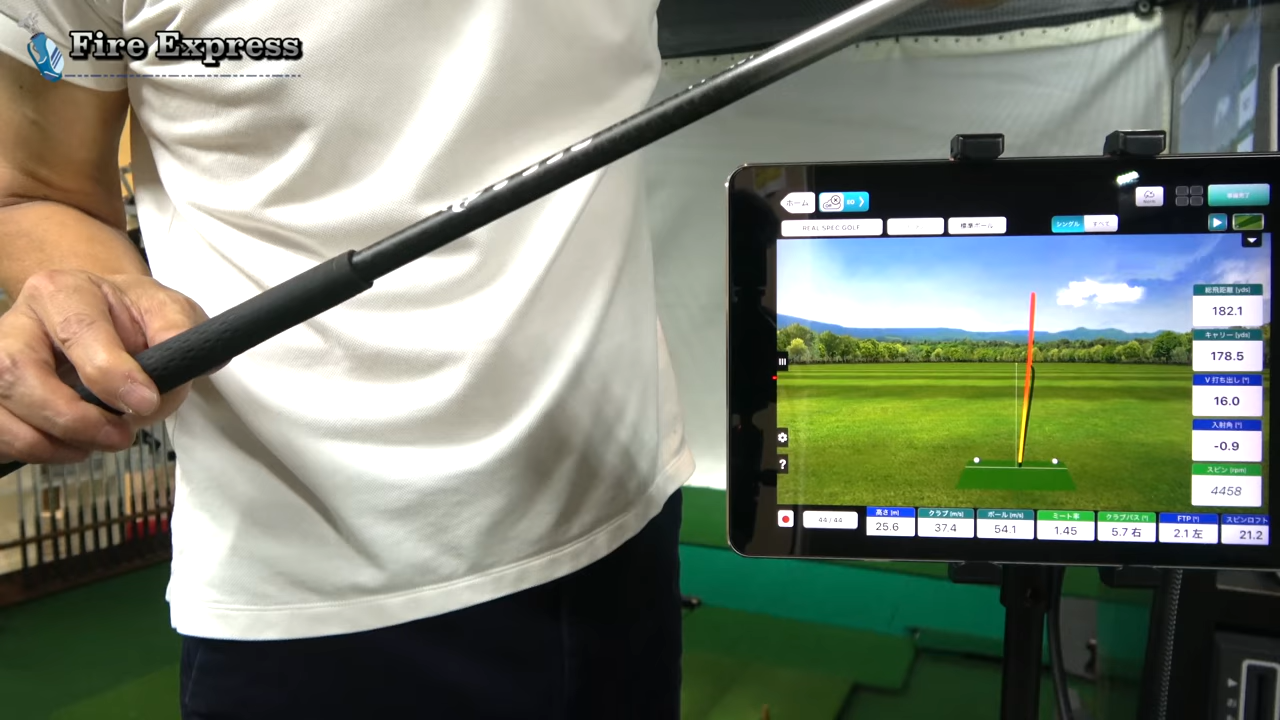 Fire Express
ホーム
REAL SPEC GOLF
標準ボール
シングル すべて
総飛距離 [yds]
182.1
キャリー [yds]
178.5
V 打ち出し [°]
16.0
入射角 [°]
-0.9
スピン [rpm]
4458
?
44 / 44
高さ [m] クラブ [m/s] ボール [m/s] ミート率 クラブパス [°] FTP [°] スピンロフト
25.6 37.4 54.1 1.45 5.7 右 2.1 左 21.2